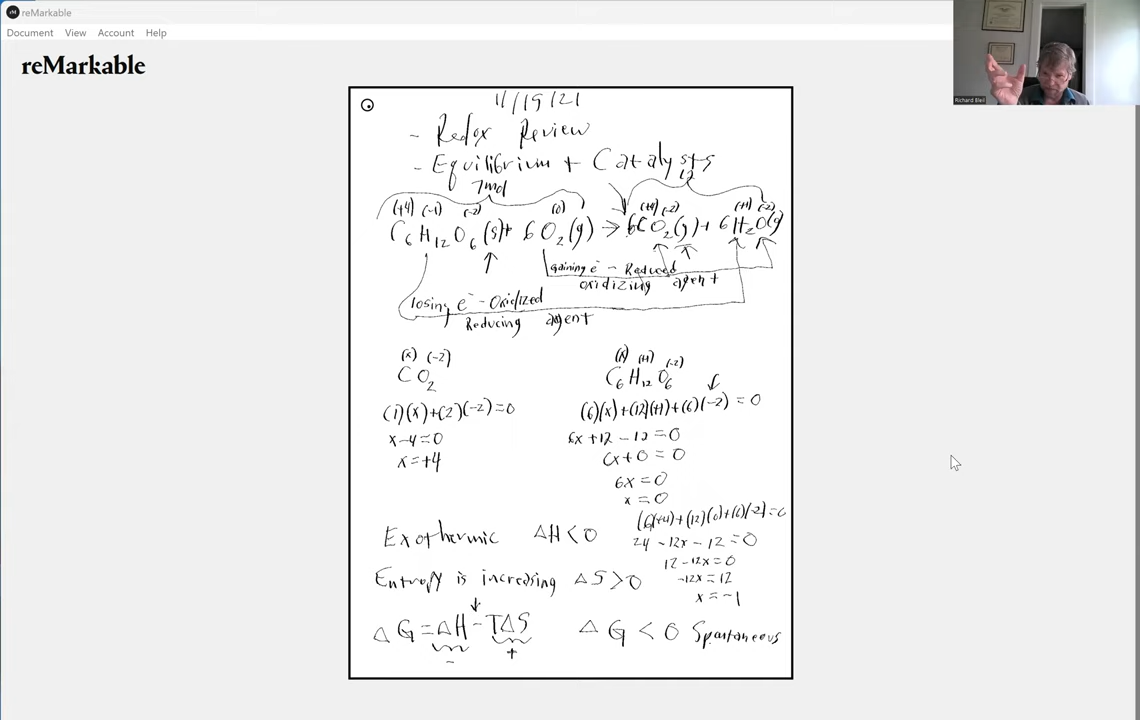 reMarkable
Document View Account Help
reMarkable
Richard Bleil
11/19/21
- Redox Review
- Equilibrium + Catalysts
7mol 12
(+4) (-1) (-2) (0) (+4) (-2) (+1) (-2)
C6H12O6(s) + 6O2(g) → 6CO2(g) + 6H2O(g)
gaining e- - Reduced
oxidizing agent
losing e- - Oxidized
Reducing agent
(x) (-2) (x) (+1) (-2)
CO2 C6H12O6
(1)(x)+(2)(-2)=0 (6)(x)+(12)(+1)+(6)(-2)=0
x-4=0 6x+12-12=0
x=+4 6x+0=0
6x=0
x=0
24-12x-12=0
Exothermic ΔH<0
12-12x=0
-12x=12
Entropy is increasing ΔS>0
x=-1
ΔG=ΔH-TΔS ΔG<0 Spontaneous
- +